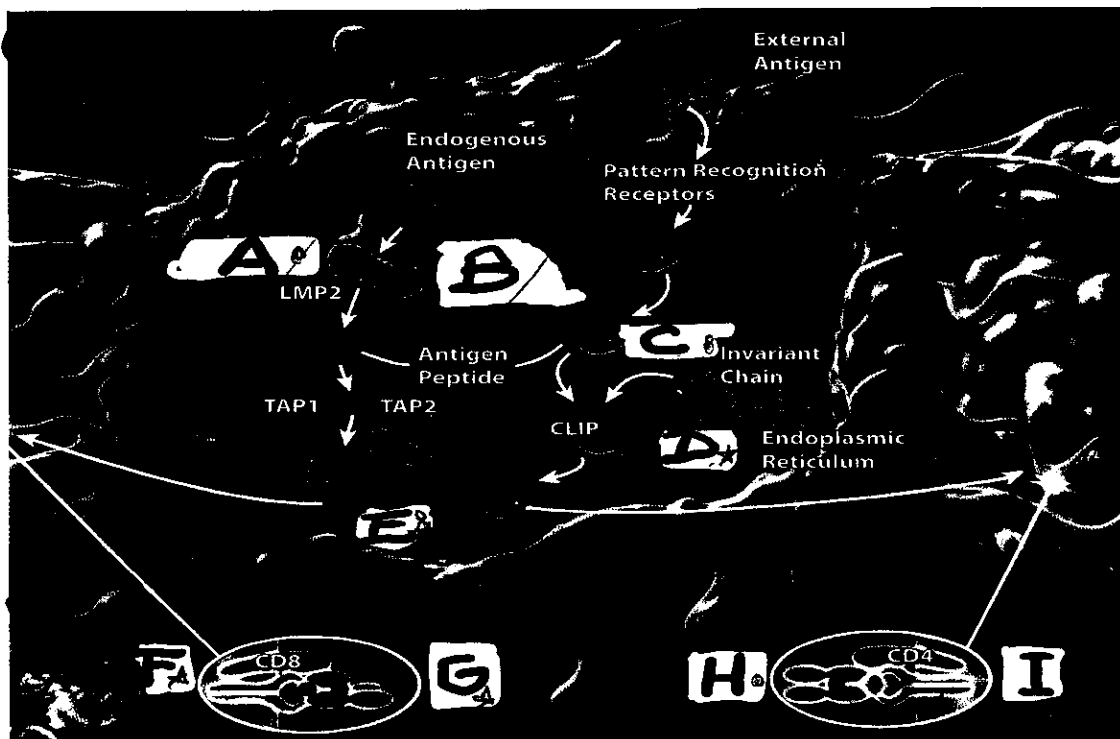 External
Antigen
Endogenous
Antigen
Pattern Recognition
Receptors
A
B
LMP2
C
Invariant
Chain
Antigen
Peptide
TAP1
TAP2
CLIP
D
Endoplasmic
Reticulum
E
F
CD8
G
H
CD4
I